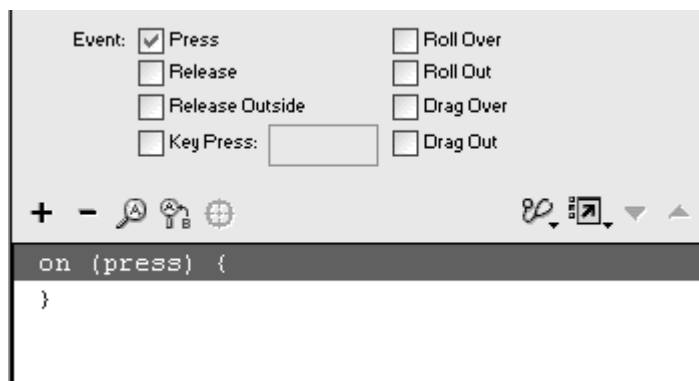 Event: Press Roll Over
Release Roll Out
Release Outside Drag Over
Key Press: Drag Out
on (press) {
}